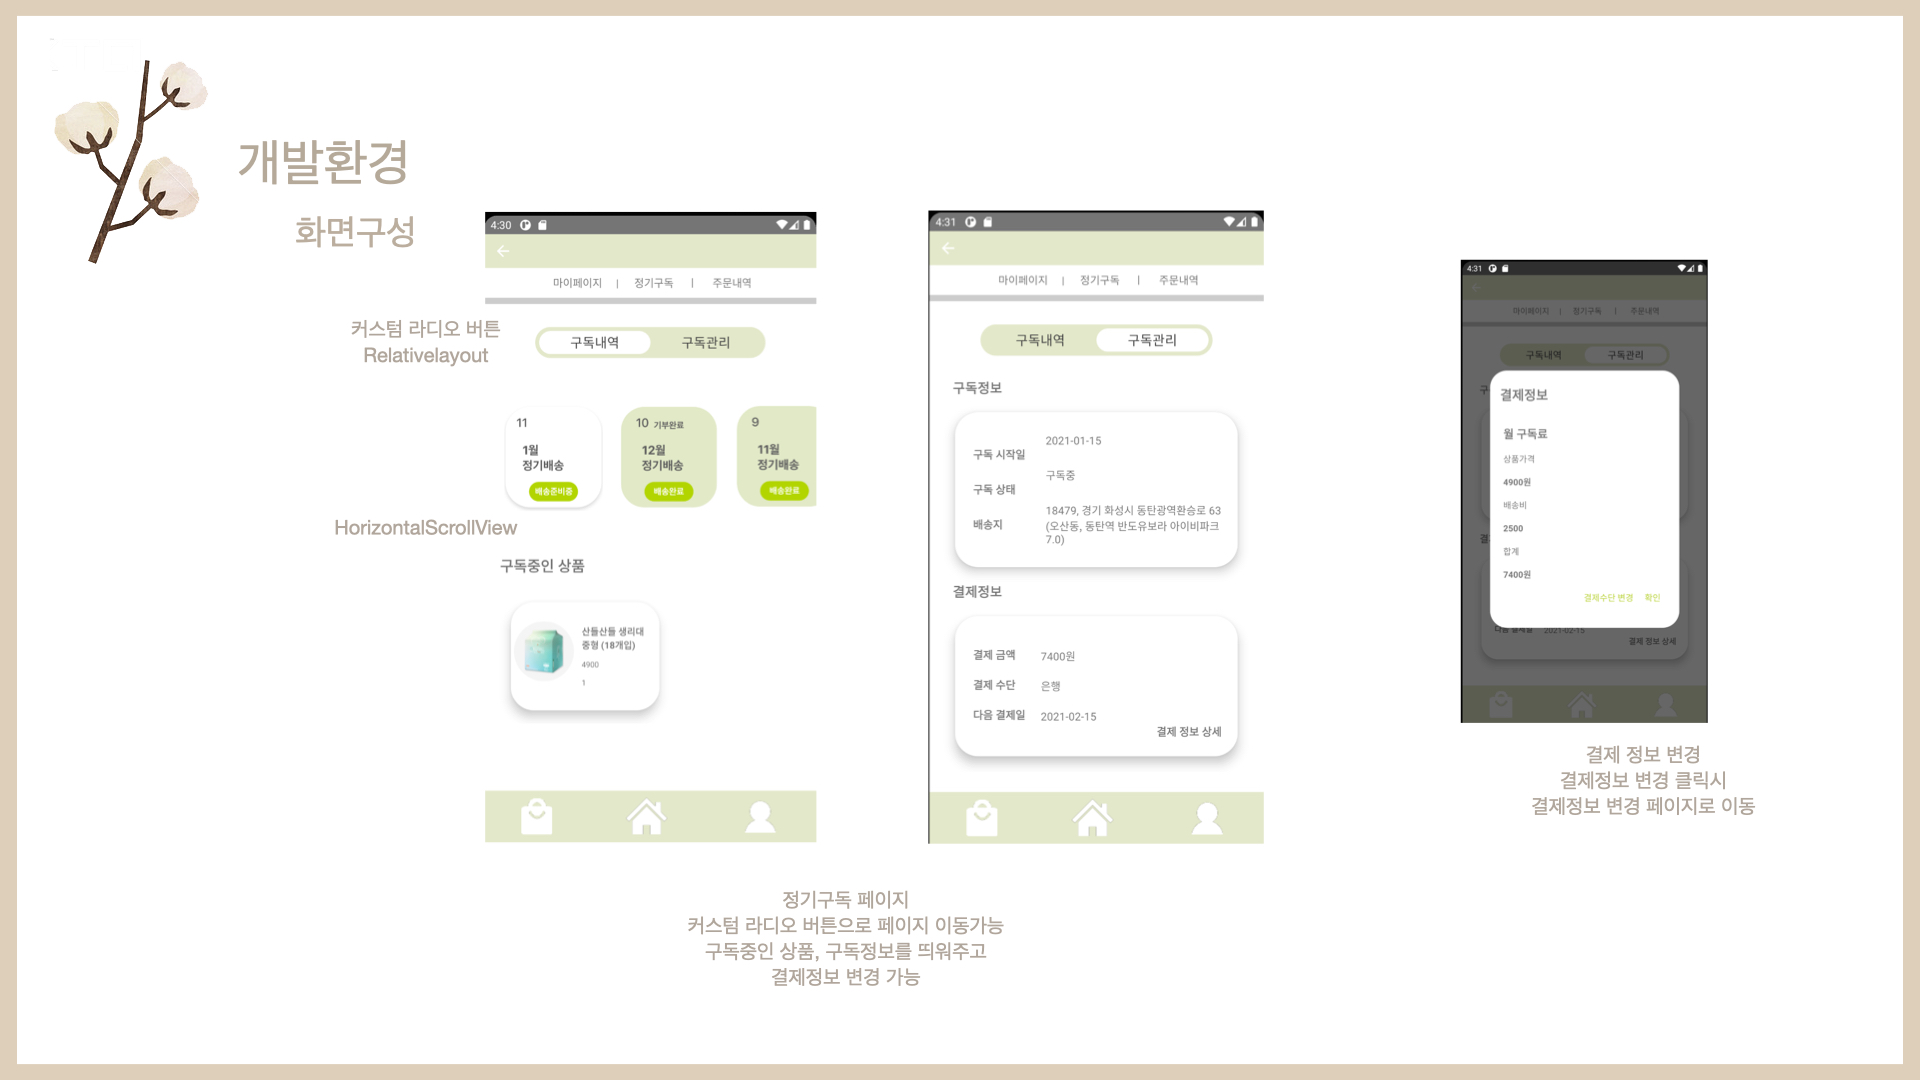 개발환경
화면구성
커스텀 라디오 버튼
Relativelayout
HorizontalScrollView
4:30
마이페이지 | 정기구독 | 주문내역
구독내역 구독관리
11
1월
정기배송
배송준비중
10 기부완료
12월
정기배송
배송완료
9
11월
정기배송
배송완료
구독중인 상품
산들산들 생리대
중형 (18개입)
4900
1
4:31
마이페이지 | 정기구독 | 주문내역
구독내역 구독관리
구독정보
구독 시작일 2021-01-15
구독 상태 구독중
배송지 18479, 경기 화성시 동탄광역환승로 63
(오산동, 동탄역 반도유보라 아이비파크
7.0)
결제정보
결제 금액 7400원
결제 수단 은행
다음 결제일 2021-02-15
결제 정보 상세
4:31
마이페이지 | 정기구독 | 주문내역
구독내역 구독관리
구
결제정보
월 구독료
상품가격
4900원
배송비
2500
합계
7400원
결제수단 변경 확인
결
다음 결제일 2021-02-15
결제 정보 상세
결제 정보 변경
결제정보 변경 클릭시
결제정보 변경 페이지로 이동
정기구독 페이지
커스텀 라디오 버튼으로 페이지 이동가능
구독중인 상품, 구독정보를 띄워주고
결제정보 변경 가능